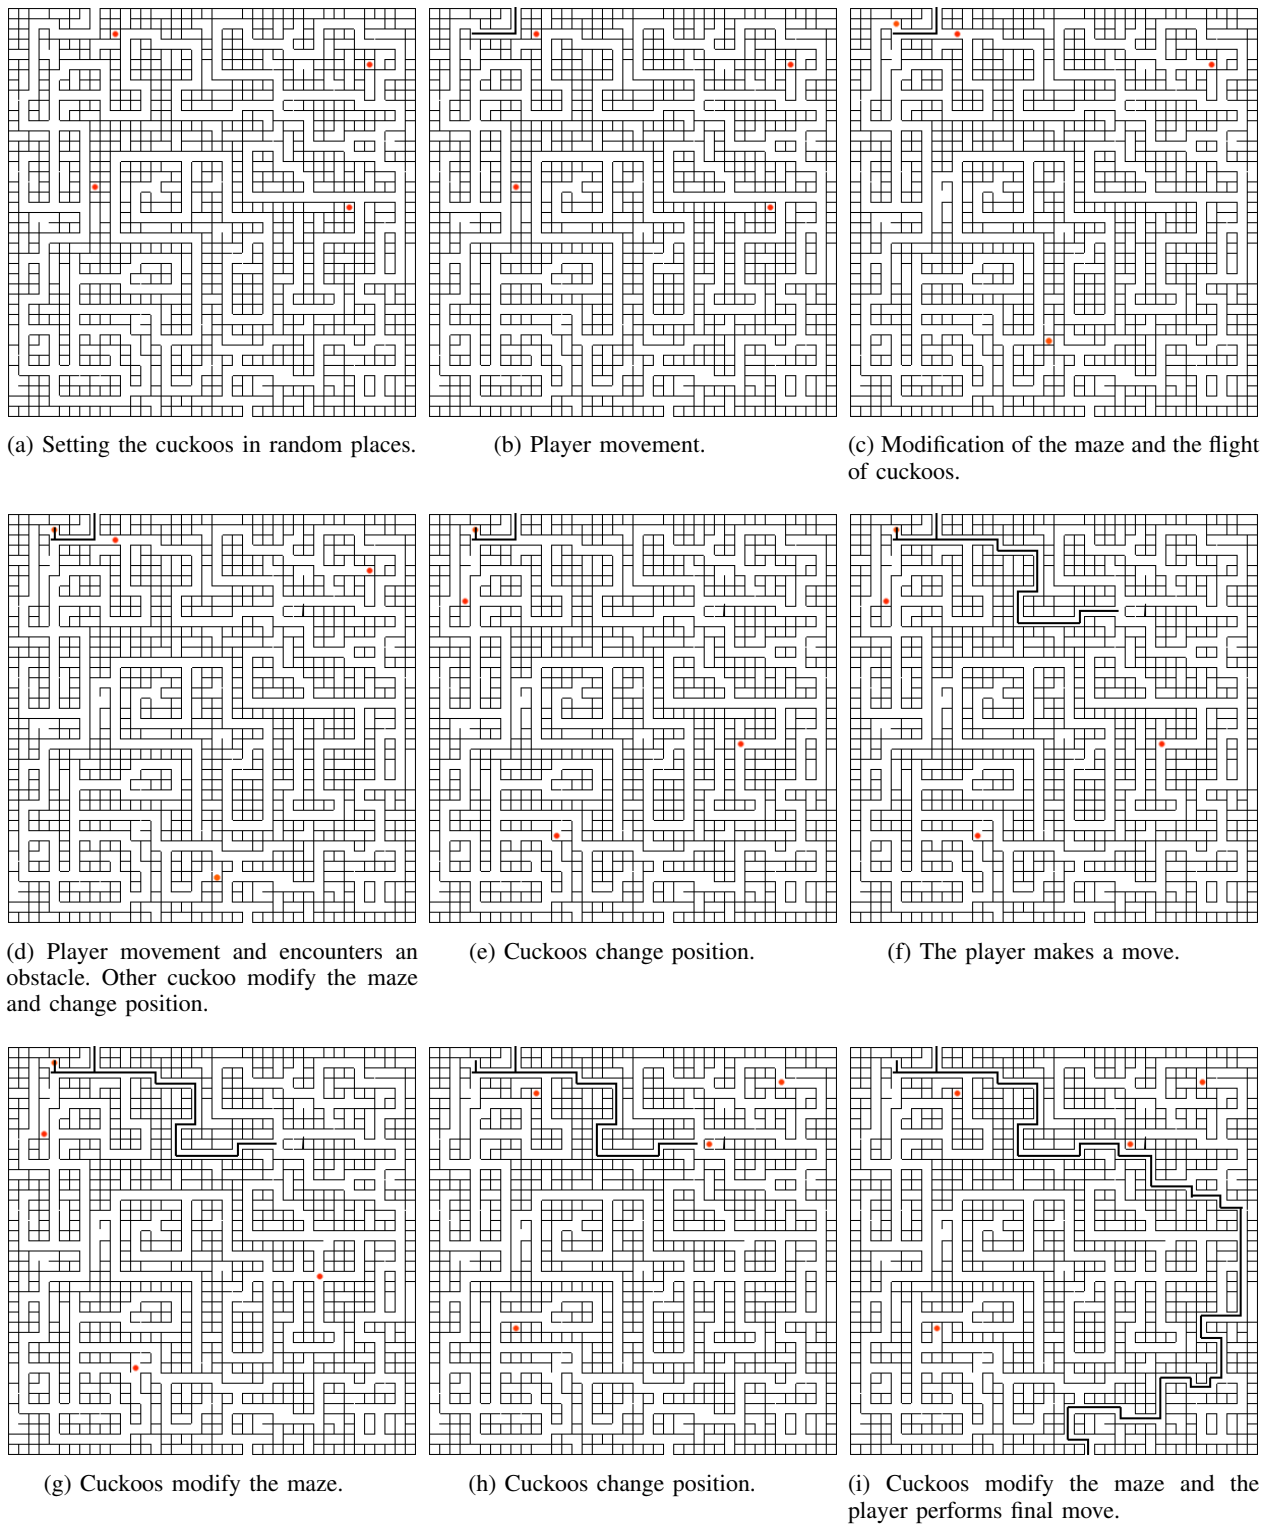 (a) Setting the cuckoos in random places.
(b) Player movement.
(c) Modification of the maze and the flight
of cuckoos.
(d) Player movement and encounters an
obstacle. Other cuckoo modify the maze
and change position.
(e) Cuckoos change position.
(f) The player makes a move.
(g) Cuckoos modify the maze.
(h) Cuckoos change position.
(i) Cuckoos modify the maze and the
player performs final move.